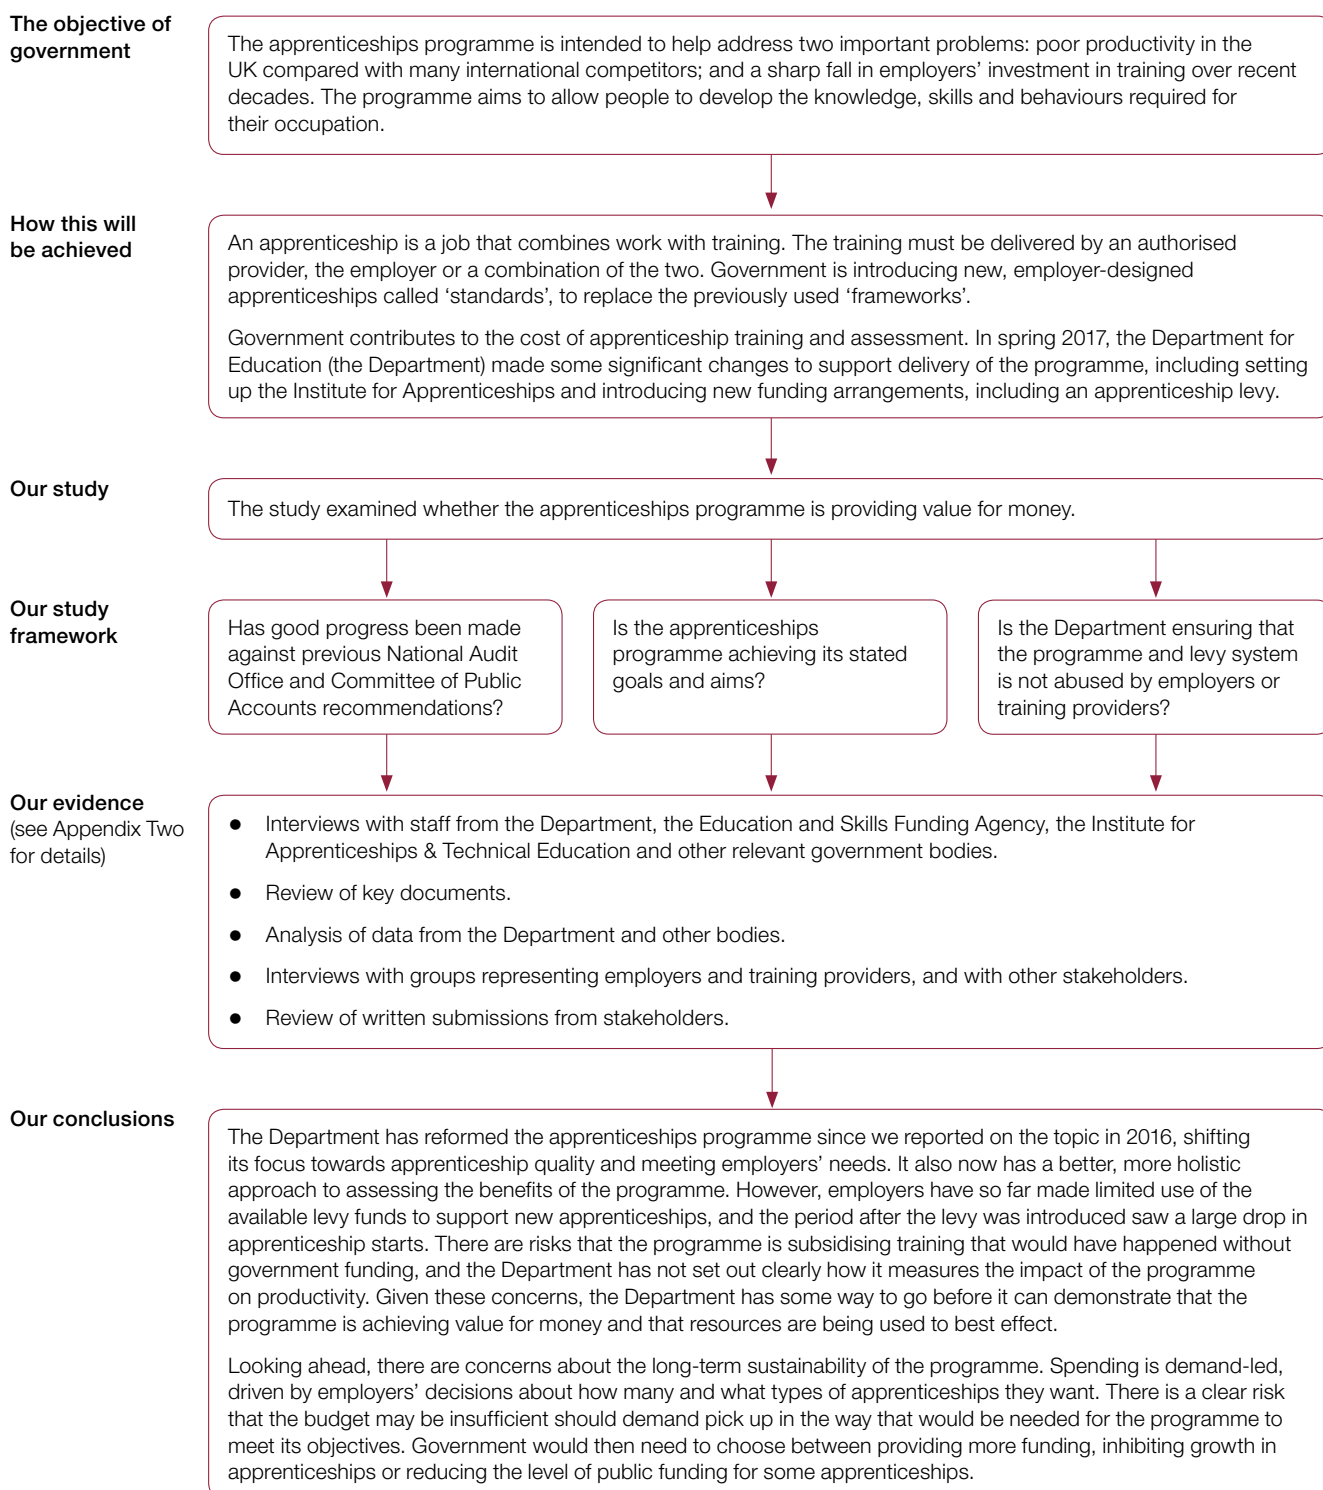 The objective of
government
The apprenticeships programme is intended to help address two important problems: poor productivity in the
UK compared with many international competitors; and a sharp fall in employers’ investment in training over recent
decades. The programme aims to allow people to develop the knowledge, skills and behaviours required for
their occupation.
How this will
be achieved
An apprenticeship is a job that combines work with training. The training must be delivered by an authorised
provider, the employer or a combination of the two. Government is introducing new, employer-designed
apprenticeships called ‘standards’, to replace the previously used ‘frameworks’.
Government contributes to the cost of apprenticeship training and assessment. In spring 2017, the Department for
Education (the Department) made some significant changes to support delivery of the programme, including setting
up the Institute for Apprenticeships and introducing new funding arrangements, including an apprenticeship levy.
Our study
The study examined whether the apprenticeships programme is providing value for money.
Our study
framework
Has good progress been made
against previous National Audit
Office and Committee of Public
Accounts recommendations?
Is the apprenticeships
programme achieving its stated
goals and aims?
Is the Department ensuring that
the programme and levy system
is not abused by employers or
training providers?
Our evidence
(see Appendix Two
for details)
● Interviews with staff from the Department, the Education and Skills Funding Agency, the Institute for
Apprenticeships & Technical Education and other relevant government bodies.
● Review of key documents.
● Analysis of data from the Department and other bodies.
● Interviews with groups representing employers and training providers, and with other stakeholders.
● Review of written submissions from stakeholders.
Our conclusions
The Department has reformed the apprenticeships programme since we reported on the topic in 2016, shifting
its focus towards apprenticeship quality and meeting employers’ needs. It also now has a better, more holistic
approach to assessing the benefits of the programme. However, employers have so far made limited use of the
available levy funds to support new apprenticeships, and the period after the levy was introduced saw a large drop in
apprenticeship starts. There are risks that the programme is subsidising training that would have happened without
government funding, and the Department has not set out clearly how it measures the impact of the programme
on productivity. Given these concerns, the Department has some way to go before it can demonstrate that the
programme is achieving value for money and that resources are being used to best effect.
Looking ahead, there are concerns about the long-term sustainability of the programme. Spending is demand-led,
driven by employers’ decisions about how many and what types of apprenticeships they want. There is a clear risk
that the budget may be insufficient should demand pick up in the way that would be needed for the programme to
meet its objectives. Government would then need to choose between providing more funding, inhibiting growth in
apprenticeships or reducing the level of public funding for some apprenticeships.